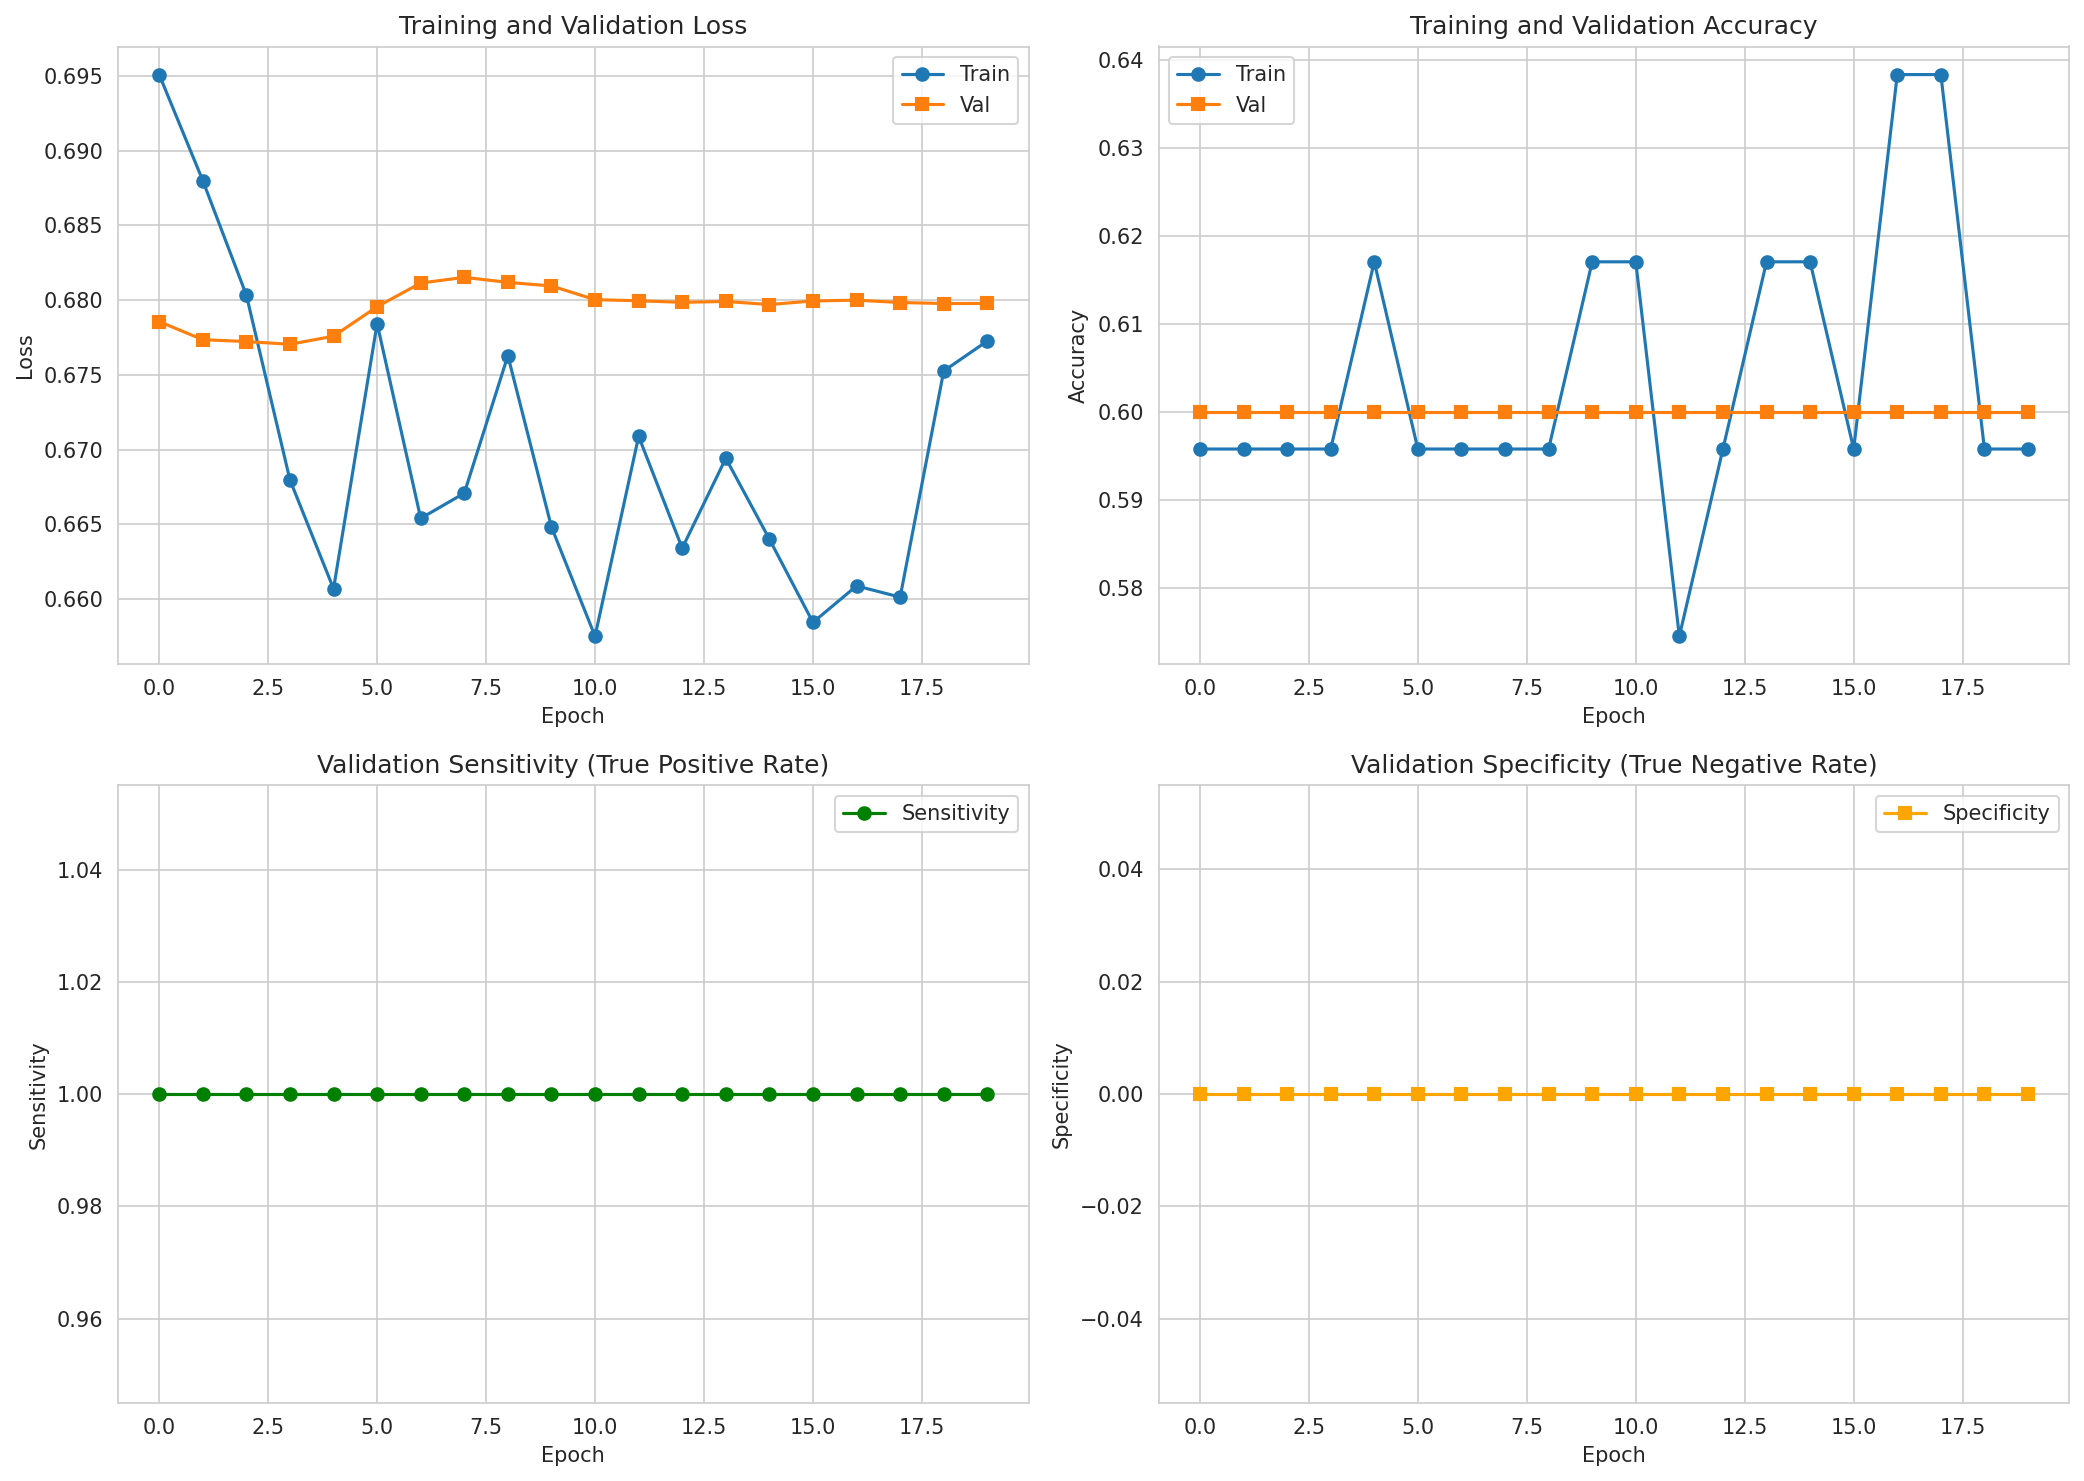 Training and Validation Loss
Train
Val
0.695
0.690
0.685
0.680
0.675
0.670
0.665
0.660
Loss
0.0 2.5 5.0 7.5 10.0 12.5 15.0 17.5
Epoch
Training and Validation Accuracy
Train
Val
0.64
0.63
0.62
0.61
0.60
0.59
0.58
Accuracy
0.0 2.5 5.0 7.5 10.0 12.5 15.0 17.5
Epoch
Validation Sensitivity (True Positive Rate)
Sensitivity
1.04
1.02
1.00
0.98
0.96
Sensitivity
0.0 2.5 5.0 7.5 10.0 12.5 15.0 17.5
Epoch
Validation Specificity (True Negative Rate)
Specificity
0.04
0.02
0.00
−0.02
−0.04
Specificity
0.0 2.5 5.0 7.5 10.0 12.5 15.0 17.5
Epoch